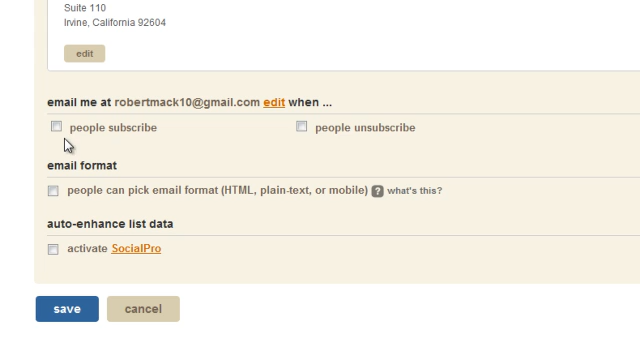 Suite 110
Irvine, California 92604
edit
email me at robertmack10@gmail.com edit when ...
people subscribe people unsubscribe
email format
people can pick email format (HTML, plain-text, or mobile) ? what's this?
auto-enhance list data
activate SocialPro
save cancel